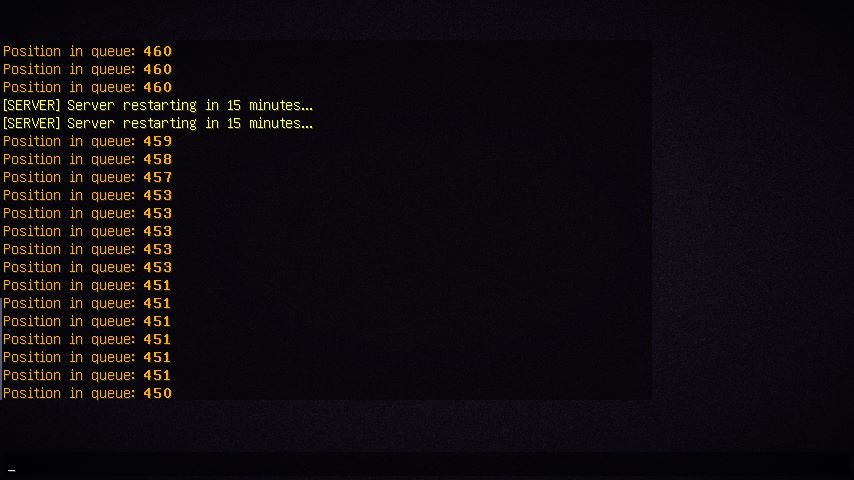 Position in queue: 460
Position in queue: 460
Position in queue: 460
[SERVER] Server restarting in 15 minutes...
[SERVER] Server restarting in 15 minutes...
Position in queue: 459
Position in queue: 458
Position in queue: 457
Position in queue: 453
Position in queue: 453
Position in queue: 453
Position in queue: 453
Position in queue: 453
Position in queue: 451
Position in queue: 451
Position in queue: 451
Position in queue: 451
Position in queue: 451
Position in queue: 451
Position in queue: 450
_